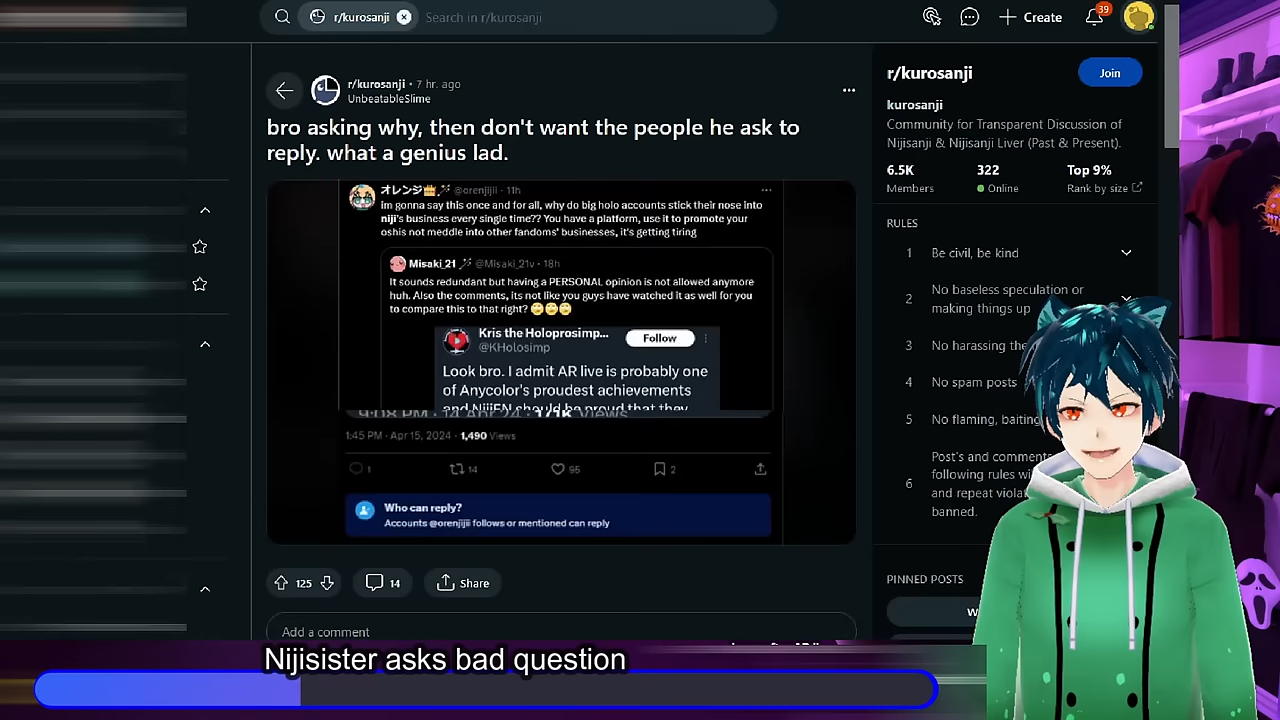 r/kurosanji
Search in r/kurosanji
Create
39
r/kurosanji • 7 hr. ago
UnbeatableSlime
bro asking why, then don't want the people he ask to
reply. what a genius lad.
オレンジ👑🪄 @orenjijii · 11h
im gonna say this once and for all, why do big holo accounts stick their nose into
niji's business every single time?? You have a platform, use it to promote your
oshis not meddle into other fandoms' businesses, it's getting tiring
Misaki_21 🪄 @Misaki_21v · 18h
It sounds redundant but having a PERSONAL opinion is not allowed anymore
huh. Also the comments, its not like you guys have watched it as well for you
to compare this to that right? 🙄🙄🙄
Kris the Holoprosimp...
@KHolosimp
Follow
Look bro. I admit AR live is probably one
of Anycolor's proudest achievements
and NijiEN should be proud that they
1:45 PM · Apr 15, 2024 · 1,490 Views
1
14
95
2
Who can reply?
Accounts @orenjijii follows or mentioned can reply
125
14
Share
Add a comment
r/kurosanji
Join
kurosanji
Community for Transparent Discussion of
Nijisanji & Nijisanji Liver (Past & Present).
6.5K
322
Top 9%
Members
Online
Rank by size
RULES
1 Be civil, be kind
2 No baseless speculation or
making things up
3 No harassing the
4 No spam posts
5 No flaming, baiting
6 Post's and comments
following rules wi
and repeat viola
banned.
PINNED POSTS
Nijisister asks bad question